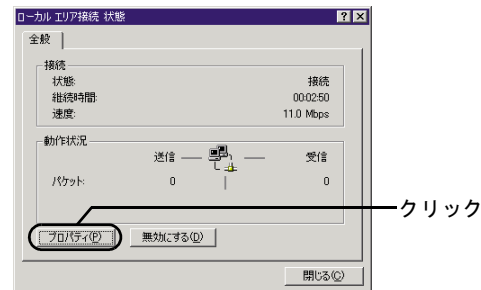 ローカル エリア接続 状態
全般
接続
状態: 接続
継続時間: 00:02:50
速度: 11.0 Mbps
動作状況
送信 受信
パケット: 0 0
クリック
プロパティ(P) 無効にする(D)
閉じる(C)